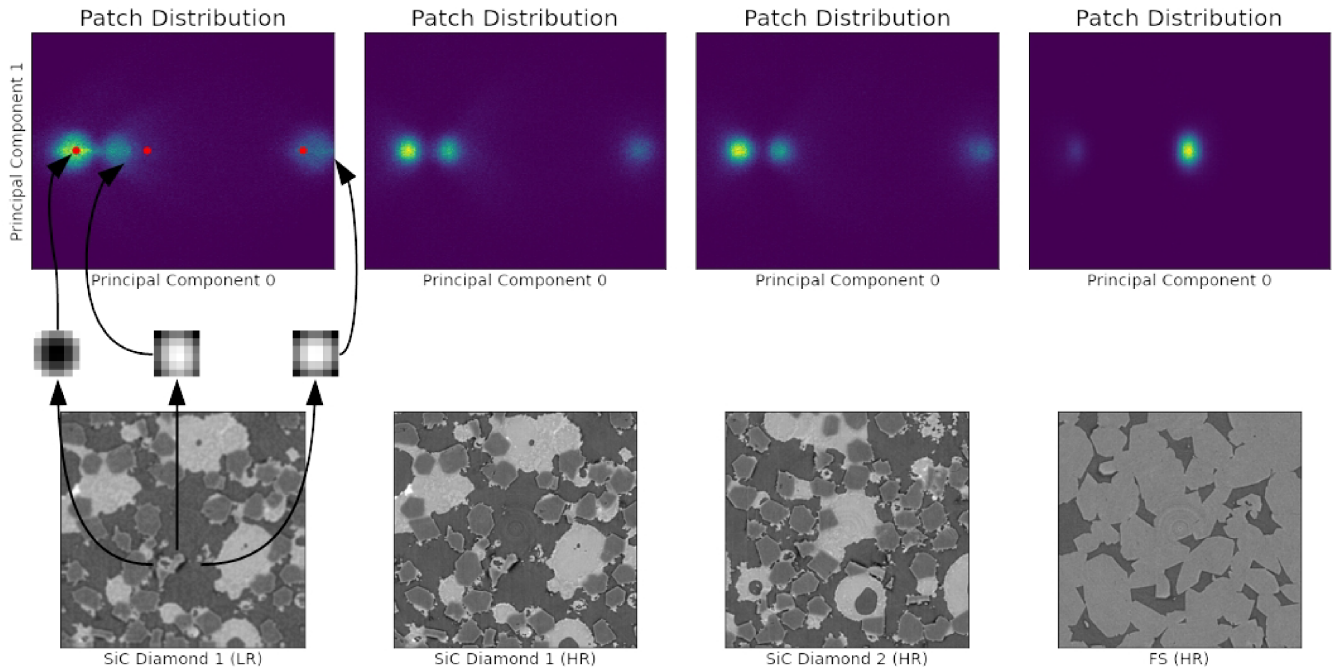 Patch Distribution
Patch Distribution
Patch Distribution
Patch Distribution
Principal Component 1
Principal Component 0
Principal Component 0
Principal Component 0
Principal Component 0
SiC Diamond 1 (LR)
SiC Diamond 1 (HR)
SiC Diamond 2 (HR)
FS (HR)